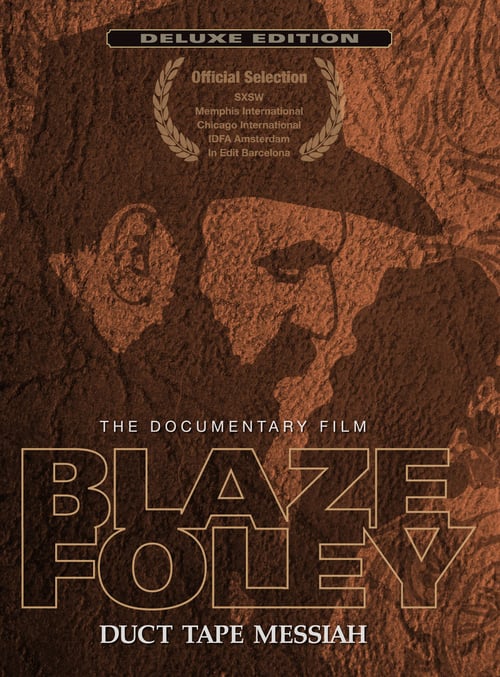 DELUXE EDITION
Official Selection
SXSW
Memphis International
Chicago International
IDFA Amsterdam
In Edit Barcelona
THE DOCUMENTARY FILM
BLAZE
FOLEY
DUCT TAPE MESSIAH